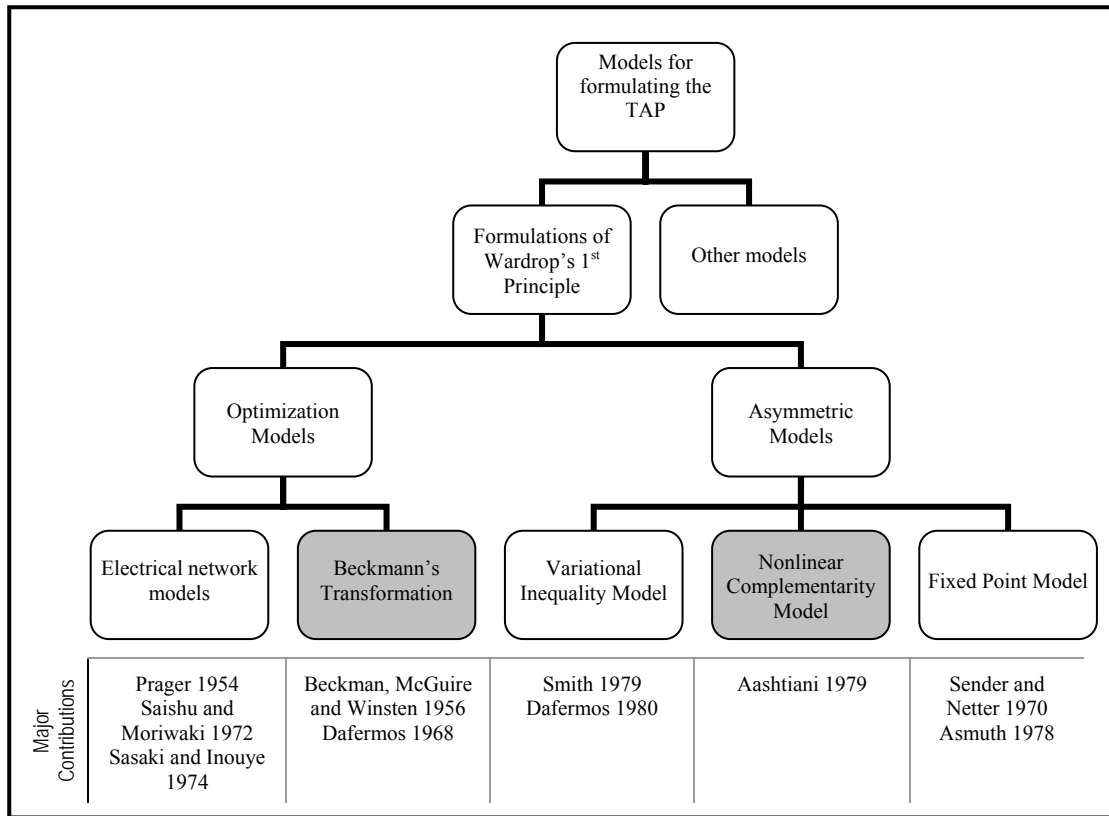 Models for
formulating the
TAP
Formulations of
Wardrop's 1st
Principle
Other models
Optimization
Models
Asymmetric
Models
Electrical network
models
Beckmann's
Transformation
Variational
Inequality Model
Nonlinear
Complementarity
Model
Fixed Point Model
Major
Contributions
Prager 1954
Saishu and
Moriwaki 1972
Sasaki and Inouye
1974
Beckman, McGuire
and Winsten 1956
Dafermos 1968
Smith 1979
Dafermos 1980
Aashtiani 1979
Sender and
Netter 1970
Asmuth 1978